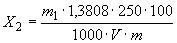 X₂ = m₁ · 1,3808 · 250 · 100 / 1000 · V · m